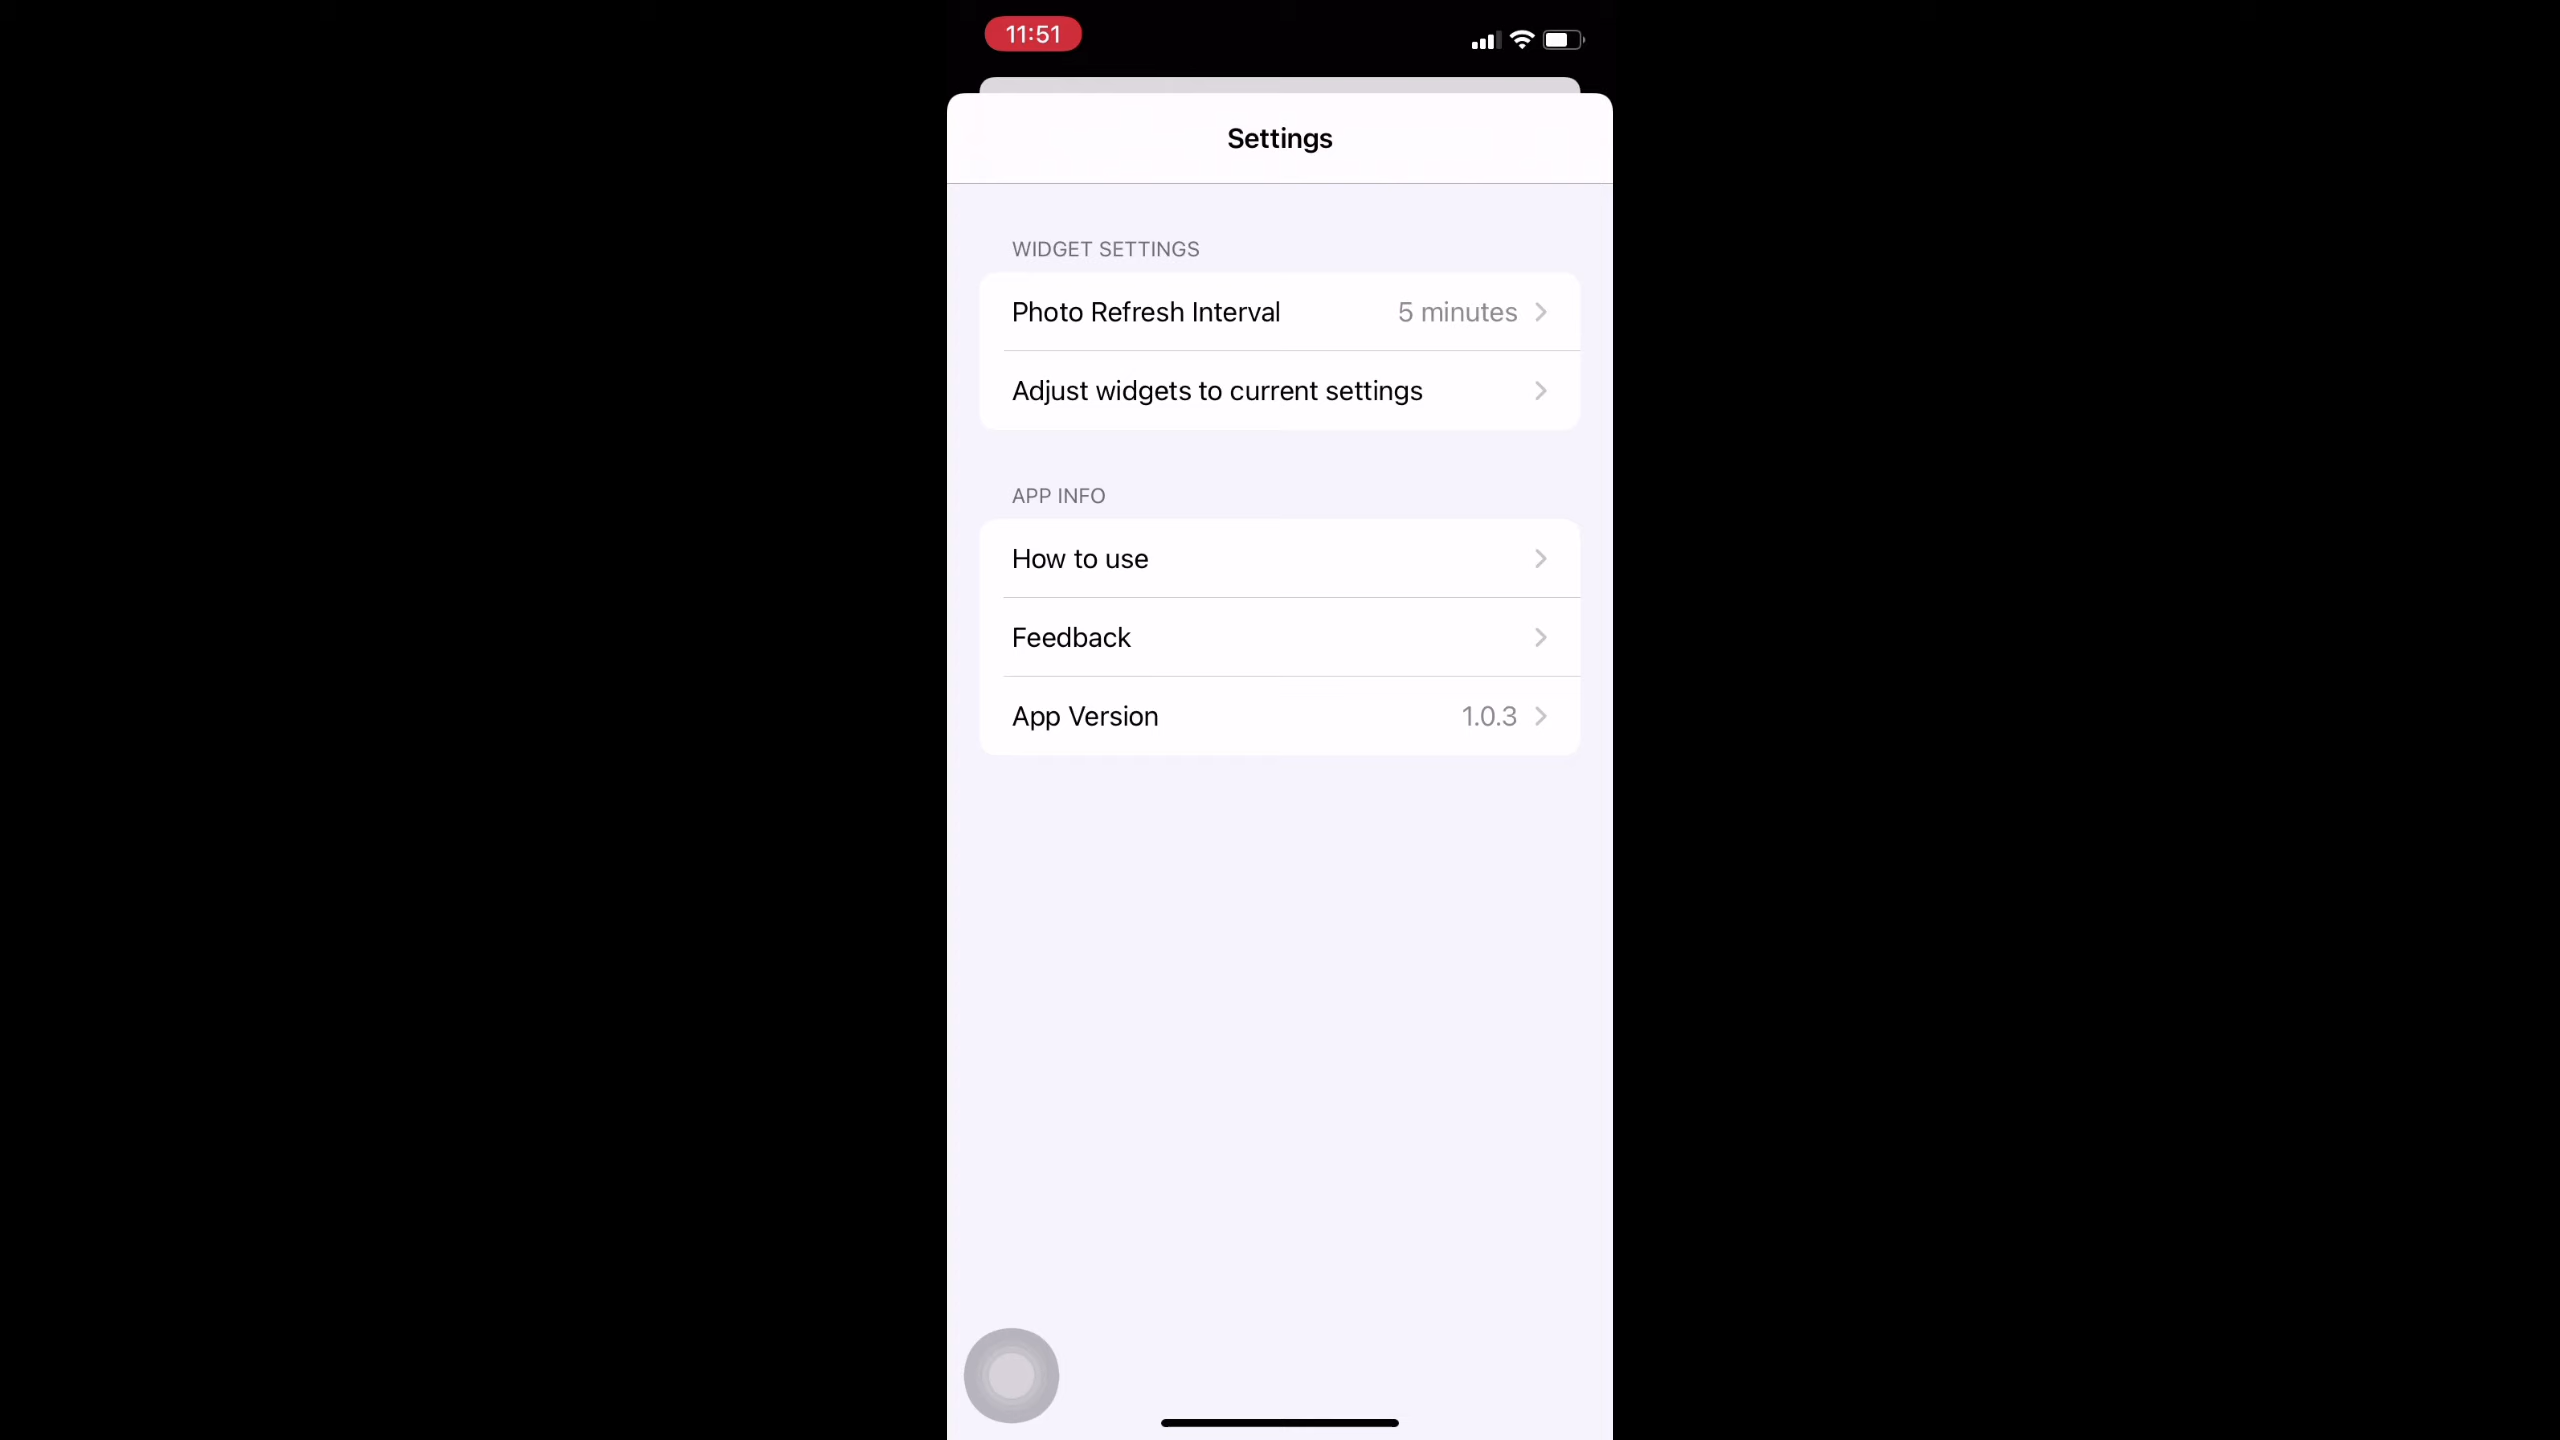 11:51
Settings
WIDGET SETTINGS
Photo Refresh Interval 5 minutes
Adjust widgets to current settings
APP INFO
How to use
Feedback
App Version 1.0.3